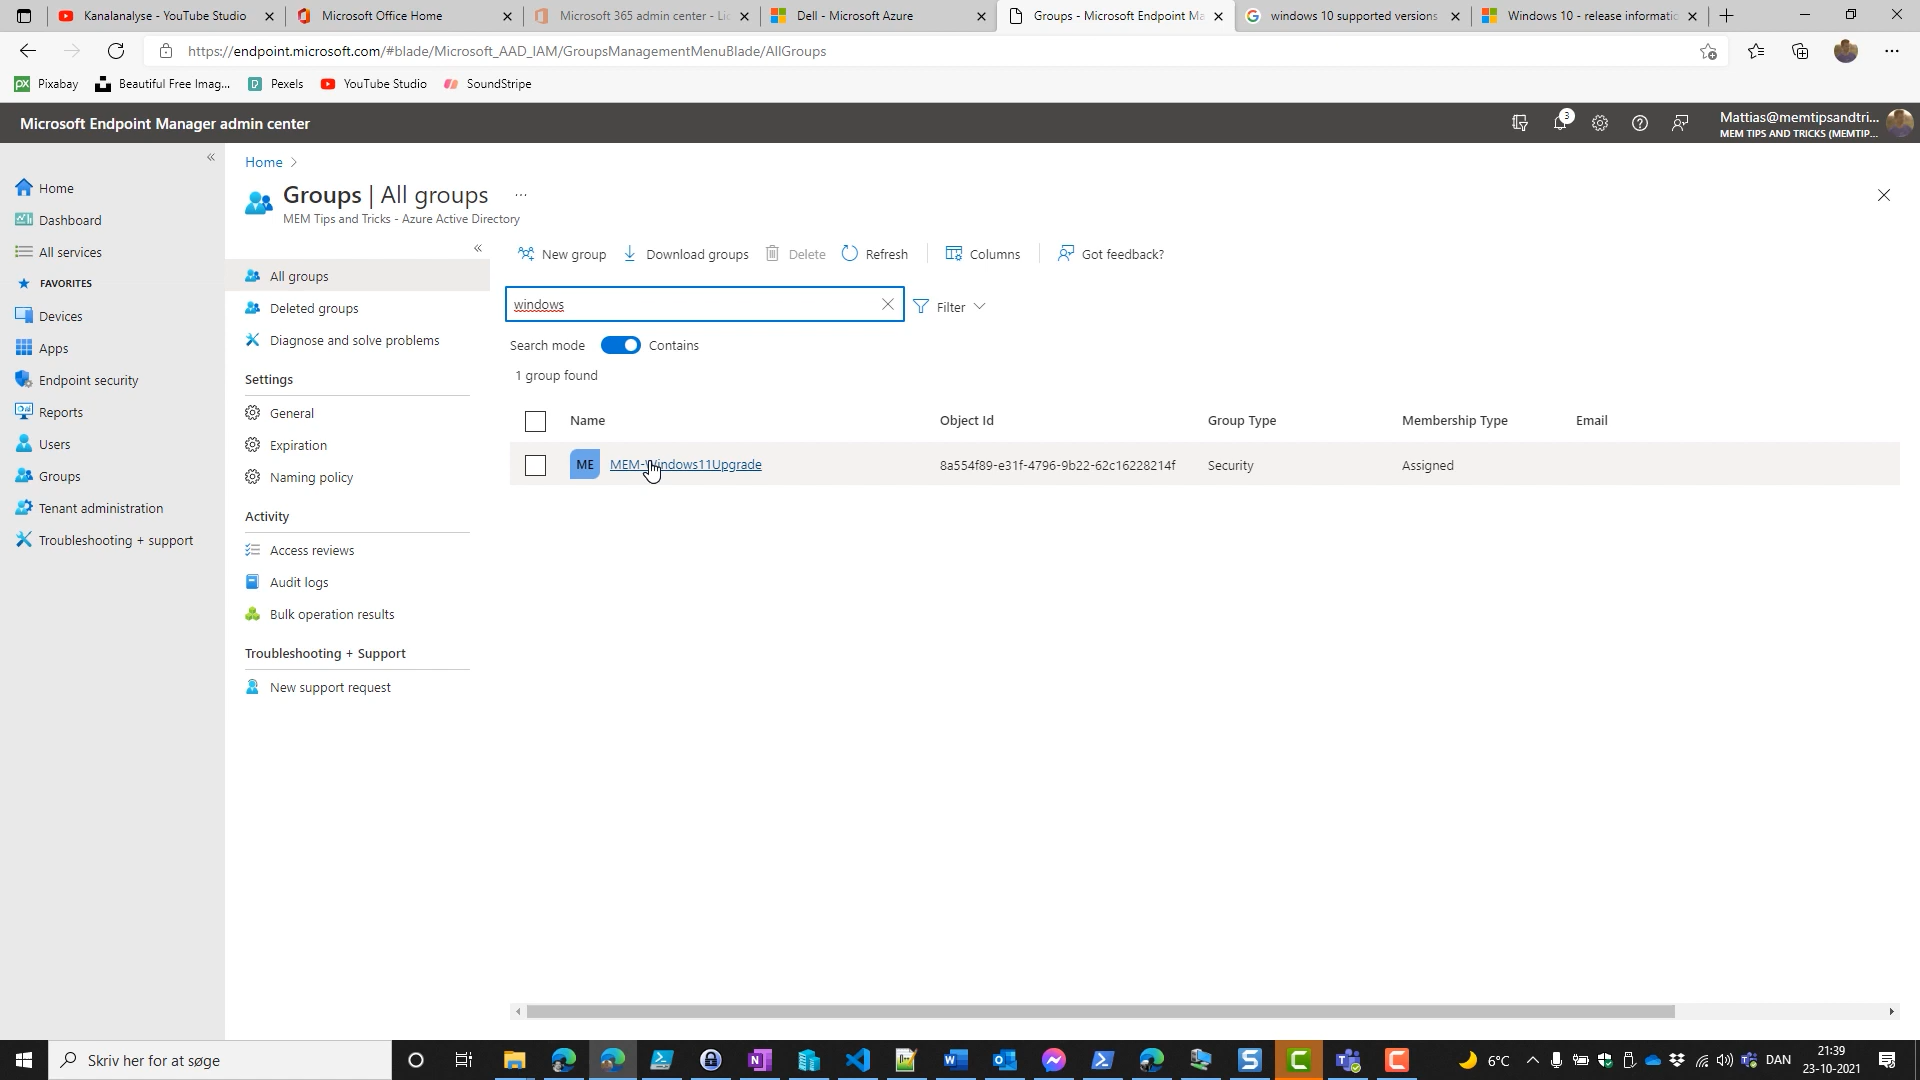 Kanalanalyse - YouTube Studio
Microsoft Office Home
Microsoft 365 admin center - Lic
Dell - Microsoft Azure
Groups - Microsoft Endpoint Ma
windows 10 supported versions
Windows 10 - release informatic
https://endpoint.microsoft.com/#blade/Microsoft_AAD_IAM/GroupsManagementMenuBlade/AllGroups
px Pixabay
Beautiful Free Imag...
Pexels
YouTube Studio
SoundStripe
Microsoft Endpoint Manager admin center
3
Mattias@memtipsandtri...
MEM TIPS AND TRICKS (MEMTIP...
Home
Dashboard
All services
FAVORITES
Devices
Apps
Endpoint security
Reports
Users
Groups
Tenant administration
Troubleshooting + support
Home
Groups | All groups
MEM Tips and Tricks - Azure Active Directory
All groups
Deleted groups
Diagnose and solve problems
Settings
General
Expiration
Naming policy
Activity
Access reviews
Audit logs
Bulk operation results
Troubleshooting + Support
New support request
New group
Download groups
Delete
Refresh
Columns
Got feedback?
windows
Filter
Search mode
Contains
1 group found
Name Object Id Group Type Membership Type Email
ME MEM-Windows11Upgrade 8a554f89-e31f-4796-9b22-62c16228214f Security Assigned
Skriv her for at søge
6°C
DAN
21:39
23-10-2021